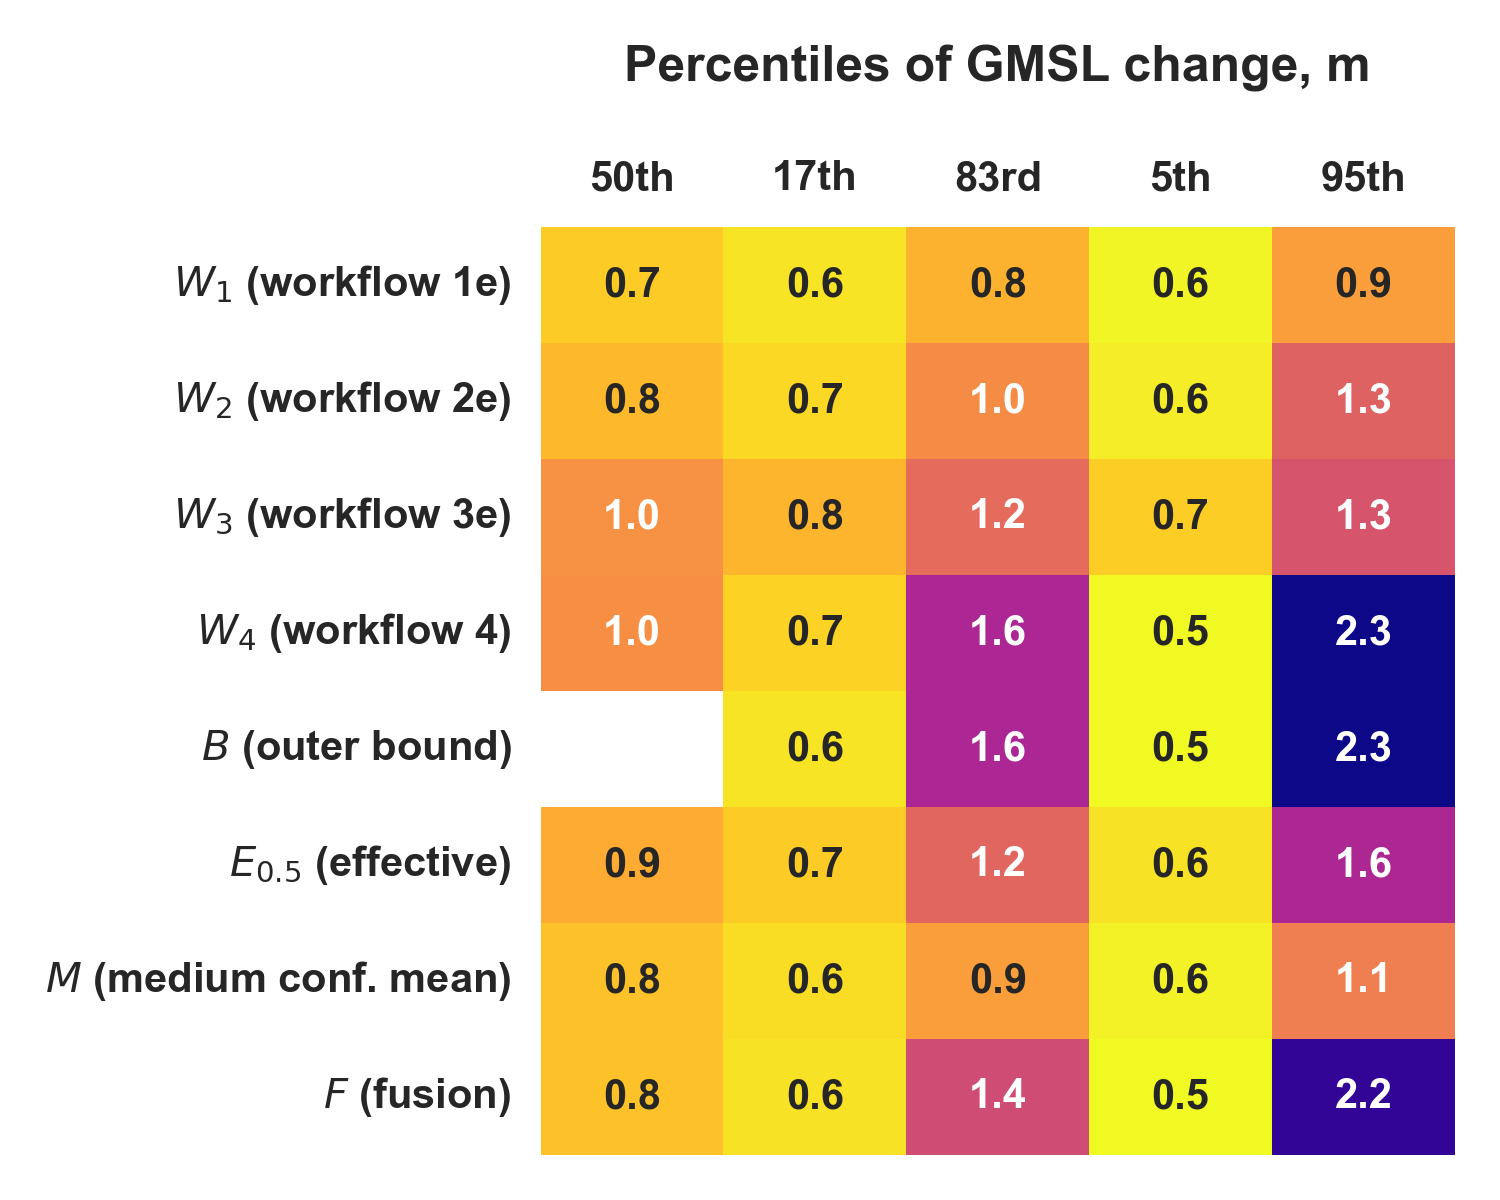 Percentiles of GMSL change, m
50th 17th 83rd 5th 95th
W₁ (workflow 1e) 0.7 0.6 0.8 0.6 0.9
W₂ (workflow 2e) 0.8 0.7 1.0 0.6 1.3
W₃ (workflow 3e) 1.0 0.8 1.2 0.7 1.3
W₄ (workflow 4) 1.0 0.7 1.6 0.5 2.3
B (outer bound) 0.6 1.6 0.5 2.3
E₀.₅ (effective) 0.9 0.7 1.2 0.6 1.6
M (medium conf. mean) 0.8 0.6 0.9 0.6 1.1
F (fusion) 0.8 0.6 1.4 0.5 2.2